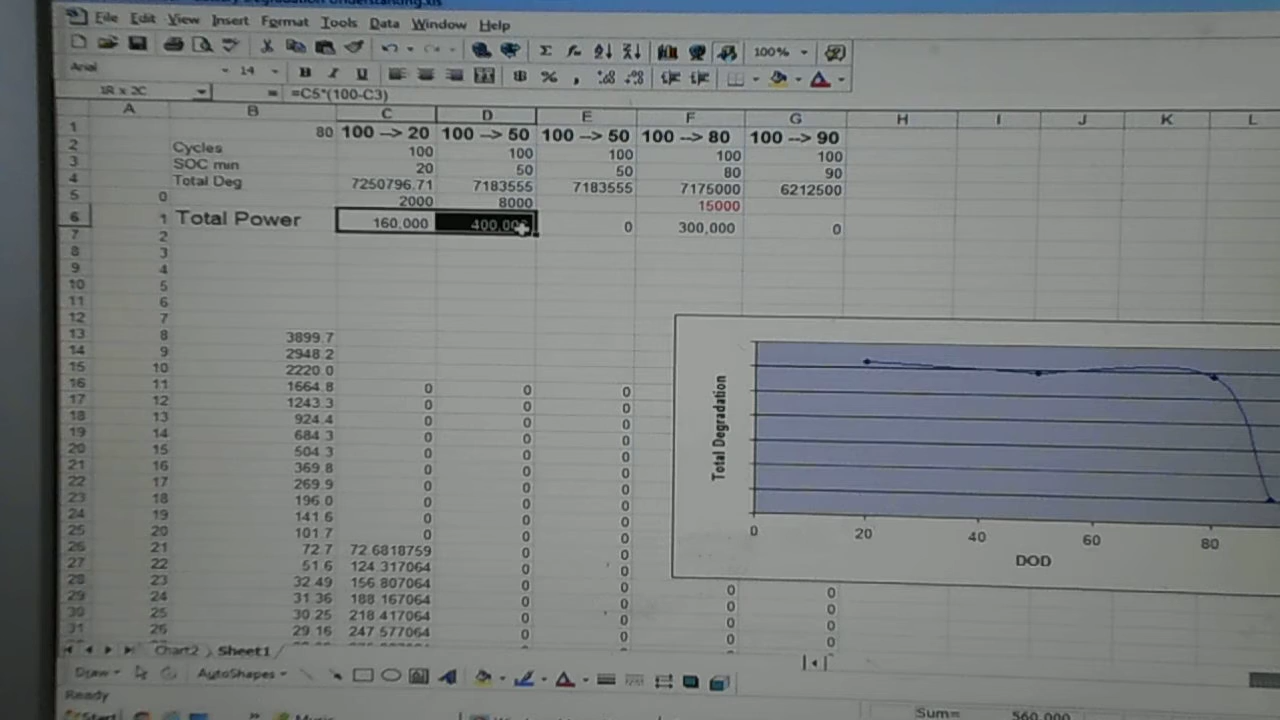 File Edit View Insert Format Tools Data Window Help
100%
Arial 14 B I U % ,
1R x 2C = =C5*(100-C3)
A B C D E F G H I J K L
1 80 100 --> 20 100 --> 50 100 --> 50 100 --> 80 100 --> 90
2 Cycles 100 100 100 100 100
3 SOC min 20 50 50 80 90
4 Total Deg 7250796.71 7183555 7183555 7175000 6212500
5 0 2000 8000 15000
6 1 Total Power 160,000 0 300,000 0
7 2
8 3
9 4
10 5
11 6
12 7
13 8 3899.7
14 9 2948.2
15 10 2220.0
16 11 1664.8 0 0 0
17 12 1243.3 0 0 0
18 13 924.4 0 0 0
19 14 684.3 0 0 0
20 15 504.3 0 0 0
21 16 369.8 0 0 0
22 17 269.9 0 0 0
23 18 196.0 0 0 0
24 19 141.6 0 0 0
25 20 101.7 0 0 0
26 21 72.7 72.6818759 0 0
27 22 51.6 124.317064 0 0
28 23 32.49 156.807064 0 0 0 0
29 24 31.36 188.167064 0 0 0 0
30 25 30.25 218.417064 0 0 0 0
31 26 29.16 247.577064 0 0 0 0
Total Degradation
0 20 40 60 80
DOD
Chart2 Sheet1
Draw AutoShapes
Ready Sum= 560,000
Start